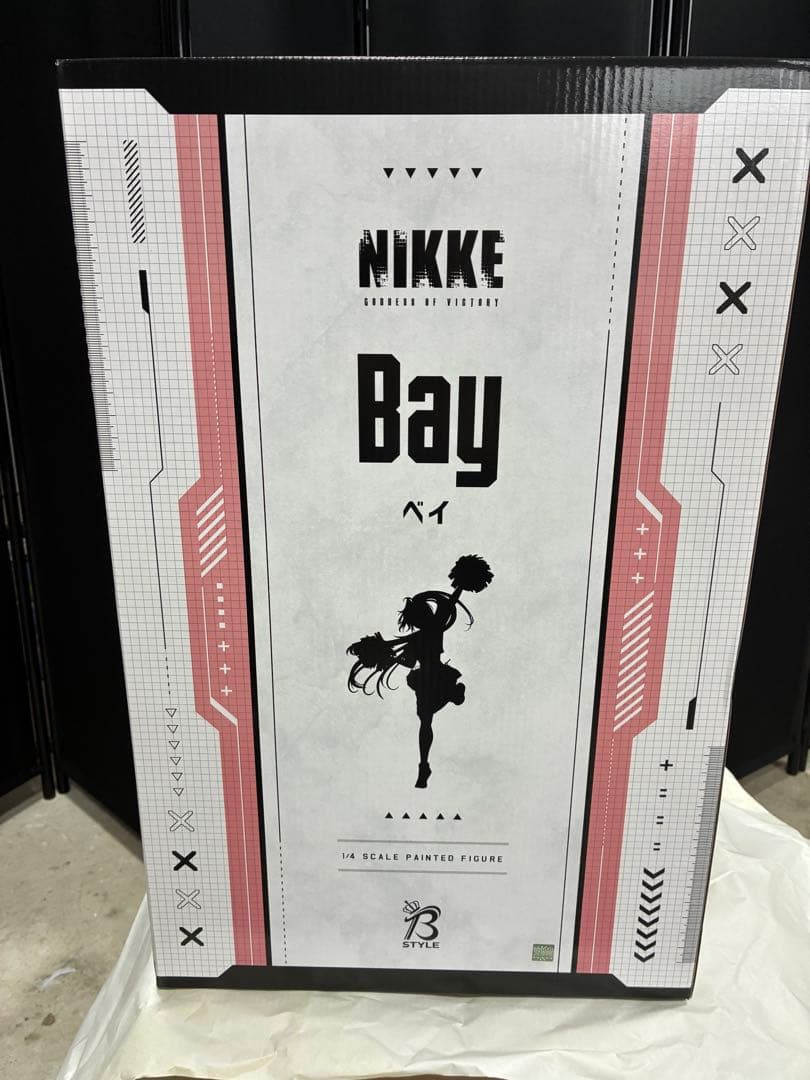 NIKKE
GODDESS OF VICTORY
Bay
ベイ
1/4 SCALE PAINTED FIGURE
B
STYLE